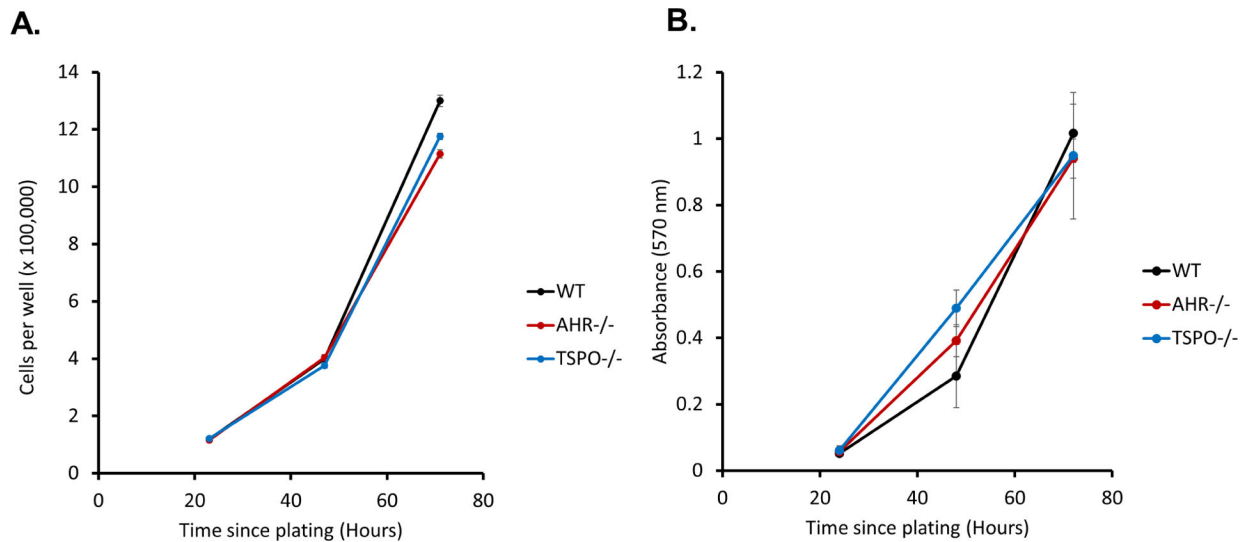 A.
14
12
10
8
6
4
2
0
0 20 40 60 80
Cells per well (x 100,000)
Time since plating (Hours)
WT
AHR-/-
TSPO-/-
B.
1.2
1
0.8
0.6
0.4
0.2
0
0 20 40 60 80
Absorbance (570 nm)
Time since plating (Hours)
WT
AHR-/-
TSPO-/-